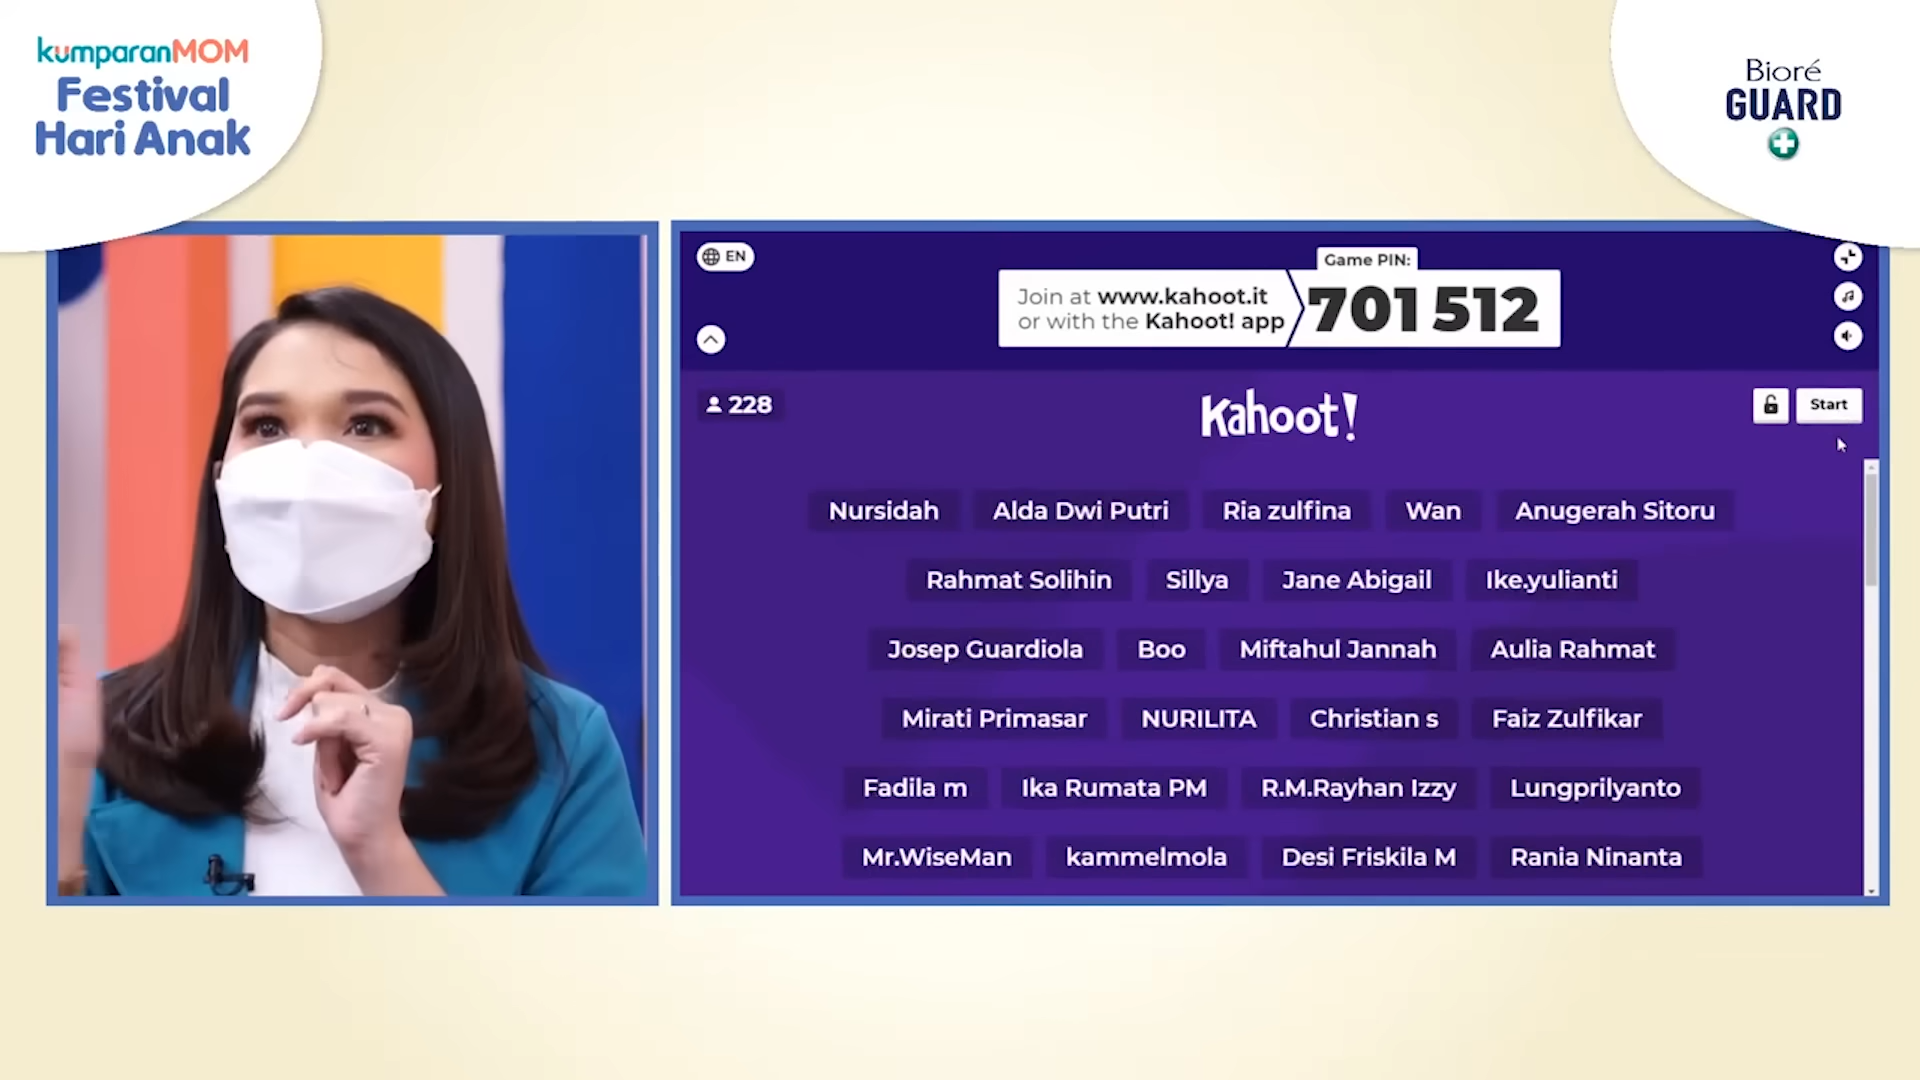 kumparanMOM
Festival
Hari Anak
Bioré
GUARD
EN
Game PIN:
Join at www.kahoot.it
or with the Kahoot! app
701 512
228
Kahoot!
Start
Nursidah Alda Dwi Putri Ria zulfina Wan Anugerah Sitoru
Rahmat Solihin Sillya Jane Abigail Ike.yulianti
Josep Guardiola Boo Miftahul Jannah Aulia Rahmat
Mirati Primasar NURILITA Christian s Faiz Zulfikar
Fadila m Ika Rumata PM R.M.Rayhan Izzy Lungprilyanto
Mr.WiseMan kammelmola Desi Friskila M Rania Ninanta